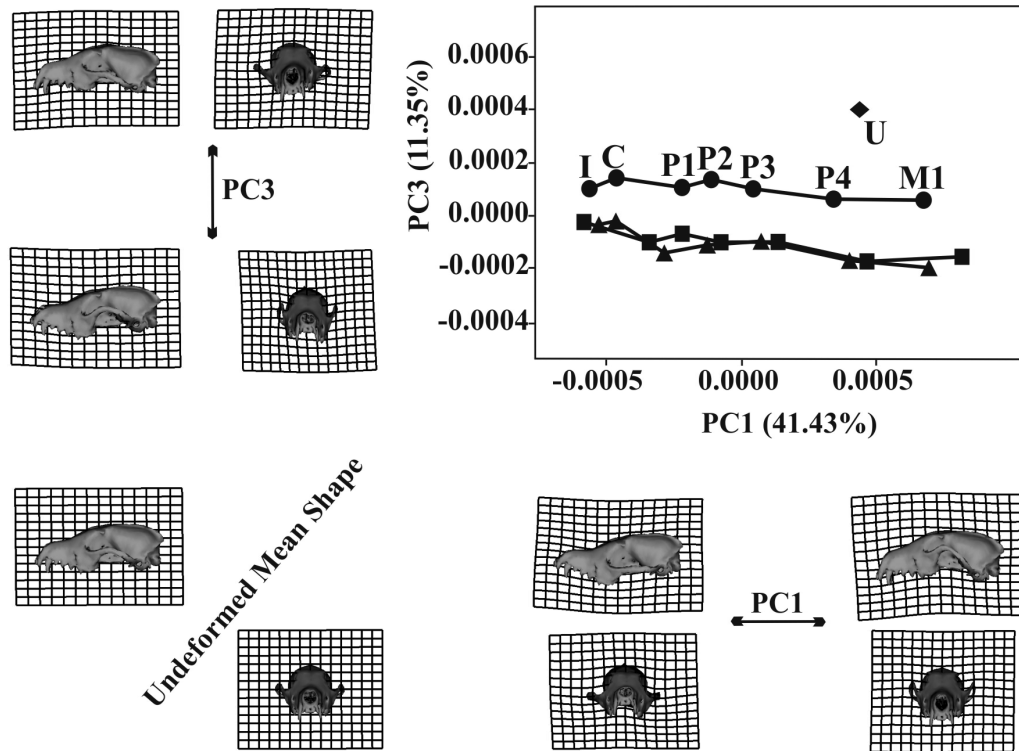 PC3
PC3 (11.35%)
0.0006
0.0004
0.0002
0.0000
-0.0002
-0.0004
I C P1 P2 P3 P4 M1
U
-0.0005 0.0000 0.0005
PC1 (41.43%)
Undeformed Mean Shape
PC1